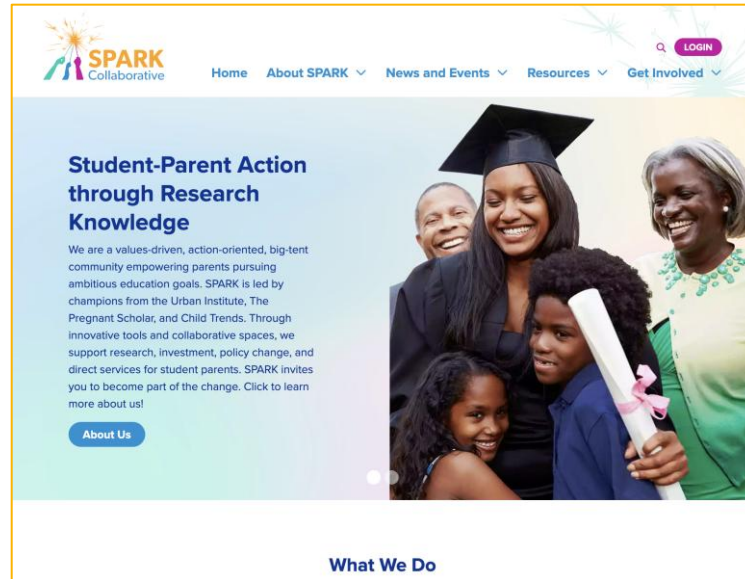 SPARK
Collaborative
LOGIN
Home About SPARK News and Events Resources Get Involved
Student-Parent Action
through Research
Knowledge
We are a values-driven, action-oriented, big-tent
community empowering parents pursuing
ambitious education goals. SPARK is led by
champions from the Urban Institute, The
Pregnant Scholar, and Child Trends. Through
innovative tools and collaborative spaces, we
support research, investment, policy change, and
direct services for student parents. SPARK invites
you to become part of the change. Click to learn
more about us!
About Us
What We Do